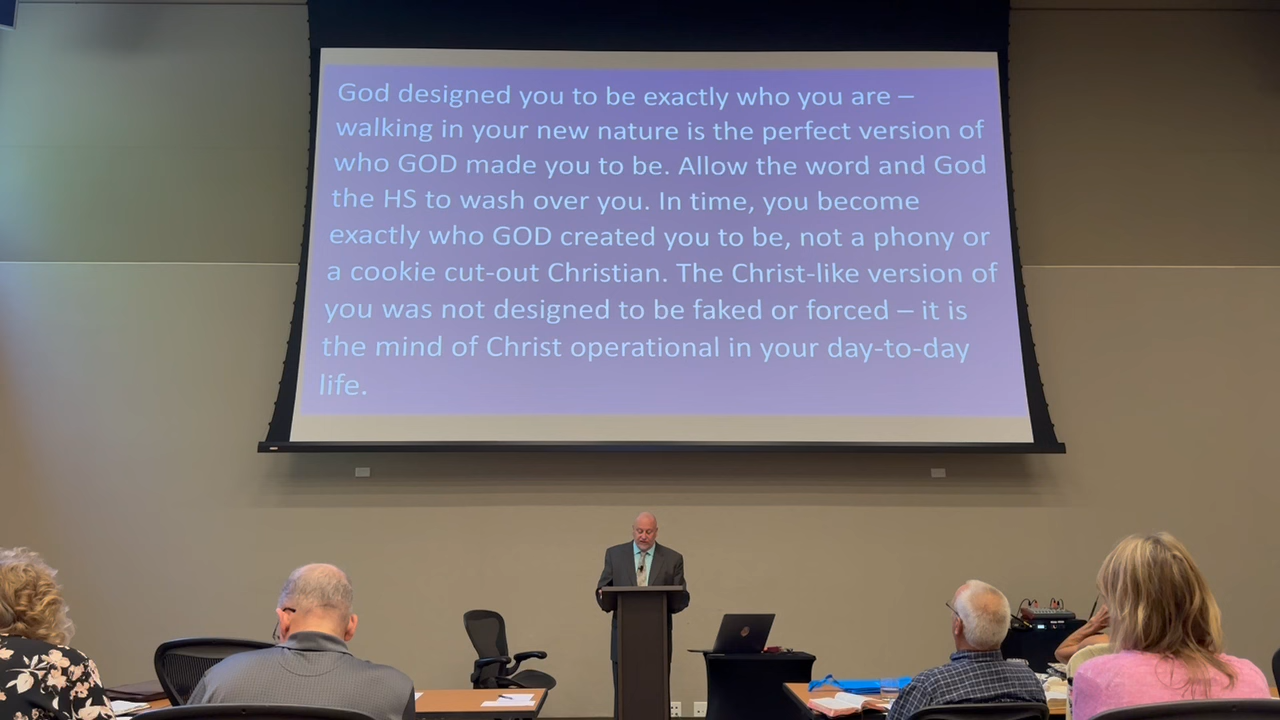 God designed you to be exactly who you are –
walking in your new nature is the perfect version of
who GOD made you to be. Allow the word and God
the HS to wash over you. In time, you become
exactly who GOD created you to be, not a phony or
a cookie cut-out Christian. The Christ-like version of
you was not designed to be faked or forced – it is
the mind of Christ operational in your day-to-day
life.